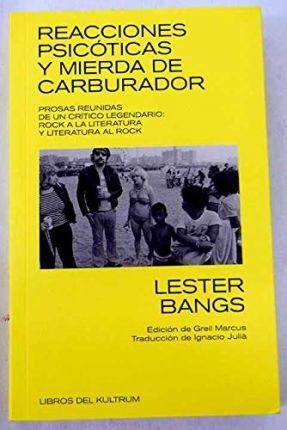 REACCIONES
PSICÓTICAS
Y MIERDA DE
CARBURADOR
PROSAS REUNIDAS
DE UN CRÍTICO LEGENDARIO:
ROCK A LA LITERATURA
Y LITERATURA AL ROCK
LESTER
BANGS
Edición de Greil Marcus
Traducción de Ignacio Julià
LIBROS DEL KULTRUM